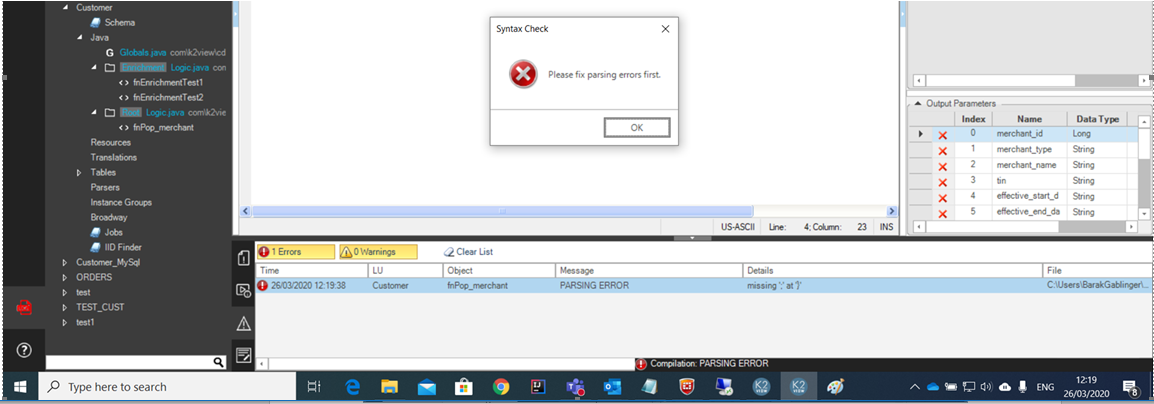 Customer
Schema
Java
Globals.java com\k2view\cd
Enrichment Logic.java com
fnEnrichmentTest1
fnEnrichmentTest2
Root Logic.java com\k2vie
fnPop_merchant
Resources
Translations
Tables
Parsers
Instance Groups
Broadway
Jobs
IID Finder
Customer_MySql
ORDERS
test
TEST_CUST
test1
Syntax Check
Please fix parsing errors first.
OK
Output Parameters
Index Name Data Type
0 merchant_id Long
1 merchant_type String
2 merchant_name String
3 tin String
4 effective_start_d String
5 effective_end_da String
US-ASCII Line: 4; Column: 23 INS
1 Errors 0 Warnings Clear List
Time LU Object Message Details File
26/03/2020 12:19:38 Customer fnPop_merchant PARSING ERROR missing ';' at '}' C:\Users\BarakGablinger\...
Compilation: PARSING ERROR
Type here to search
K2 VIEW
K2 VIEW
ENG
12:19
26/03/2020
8